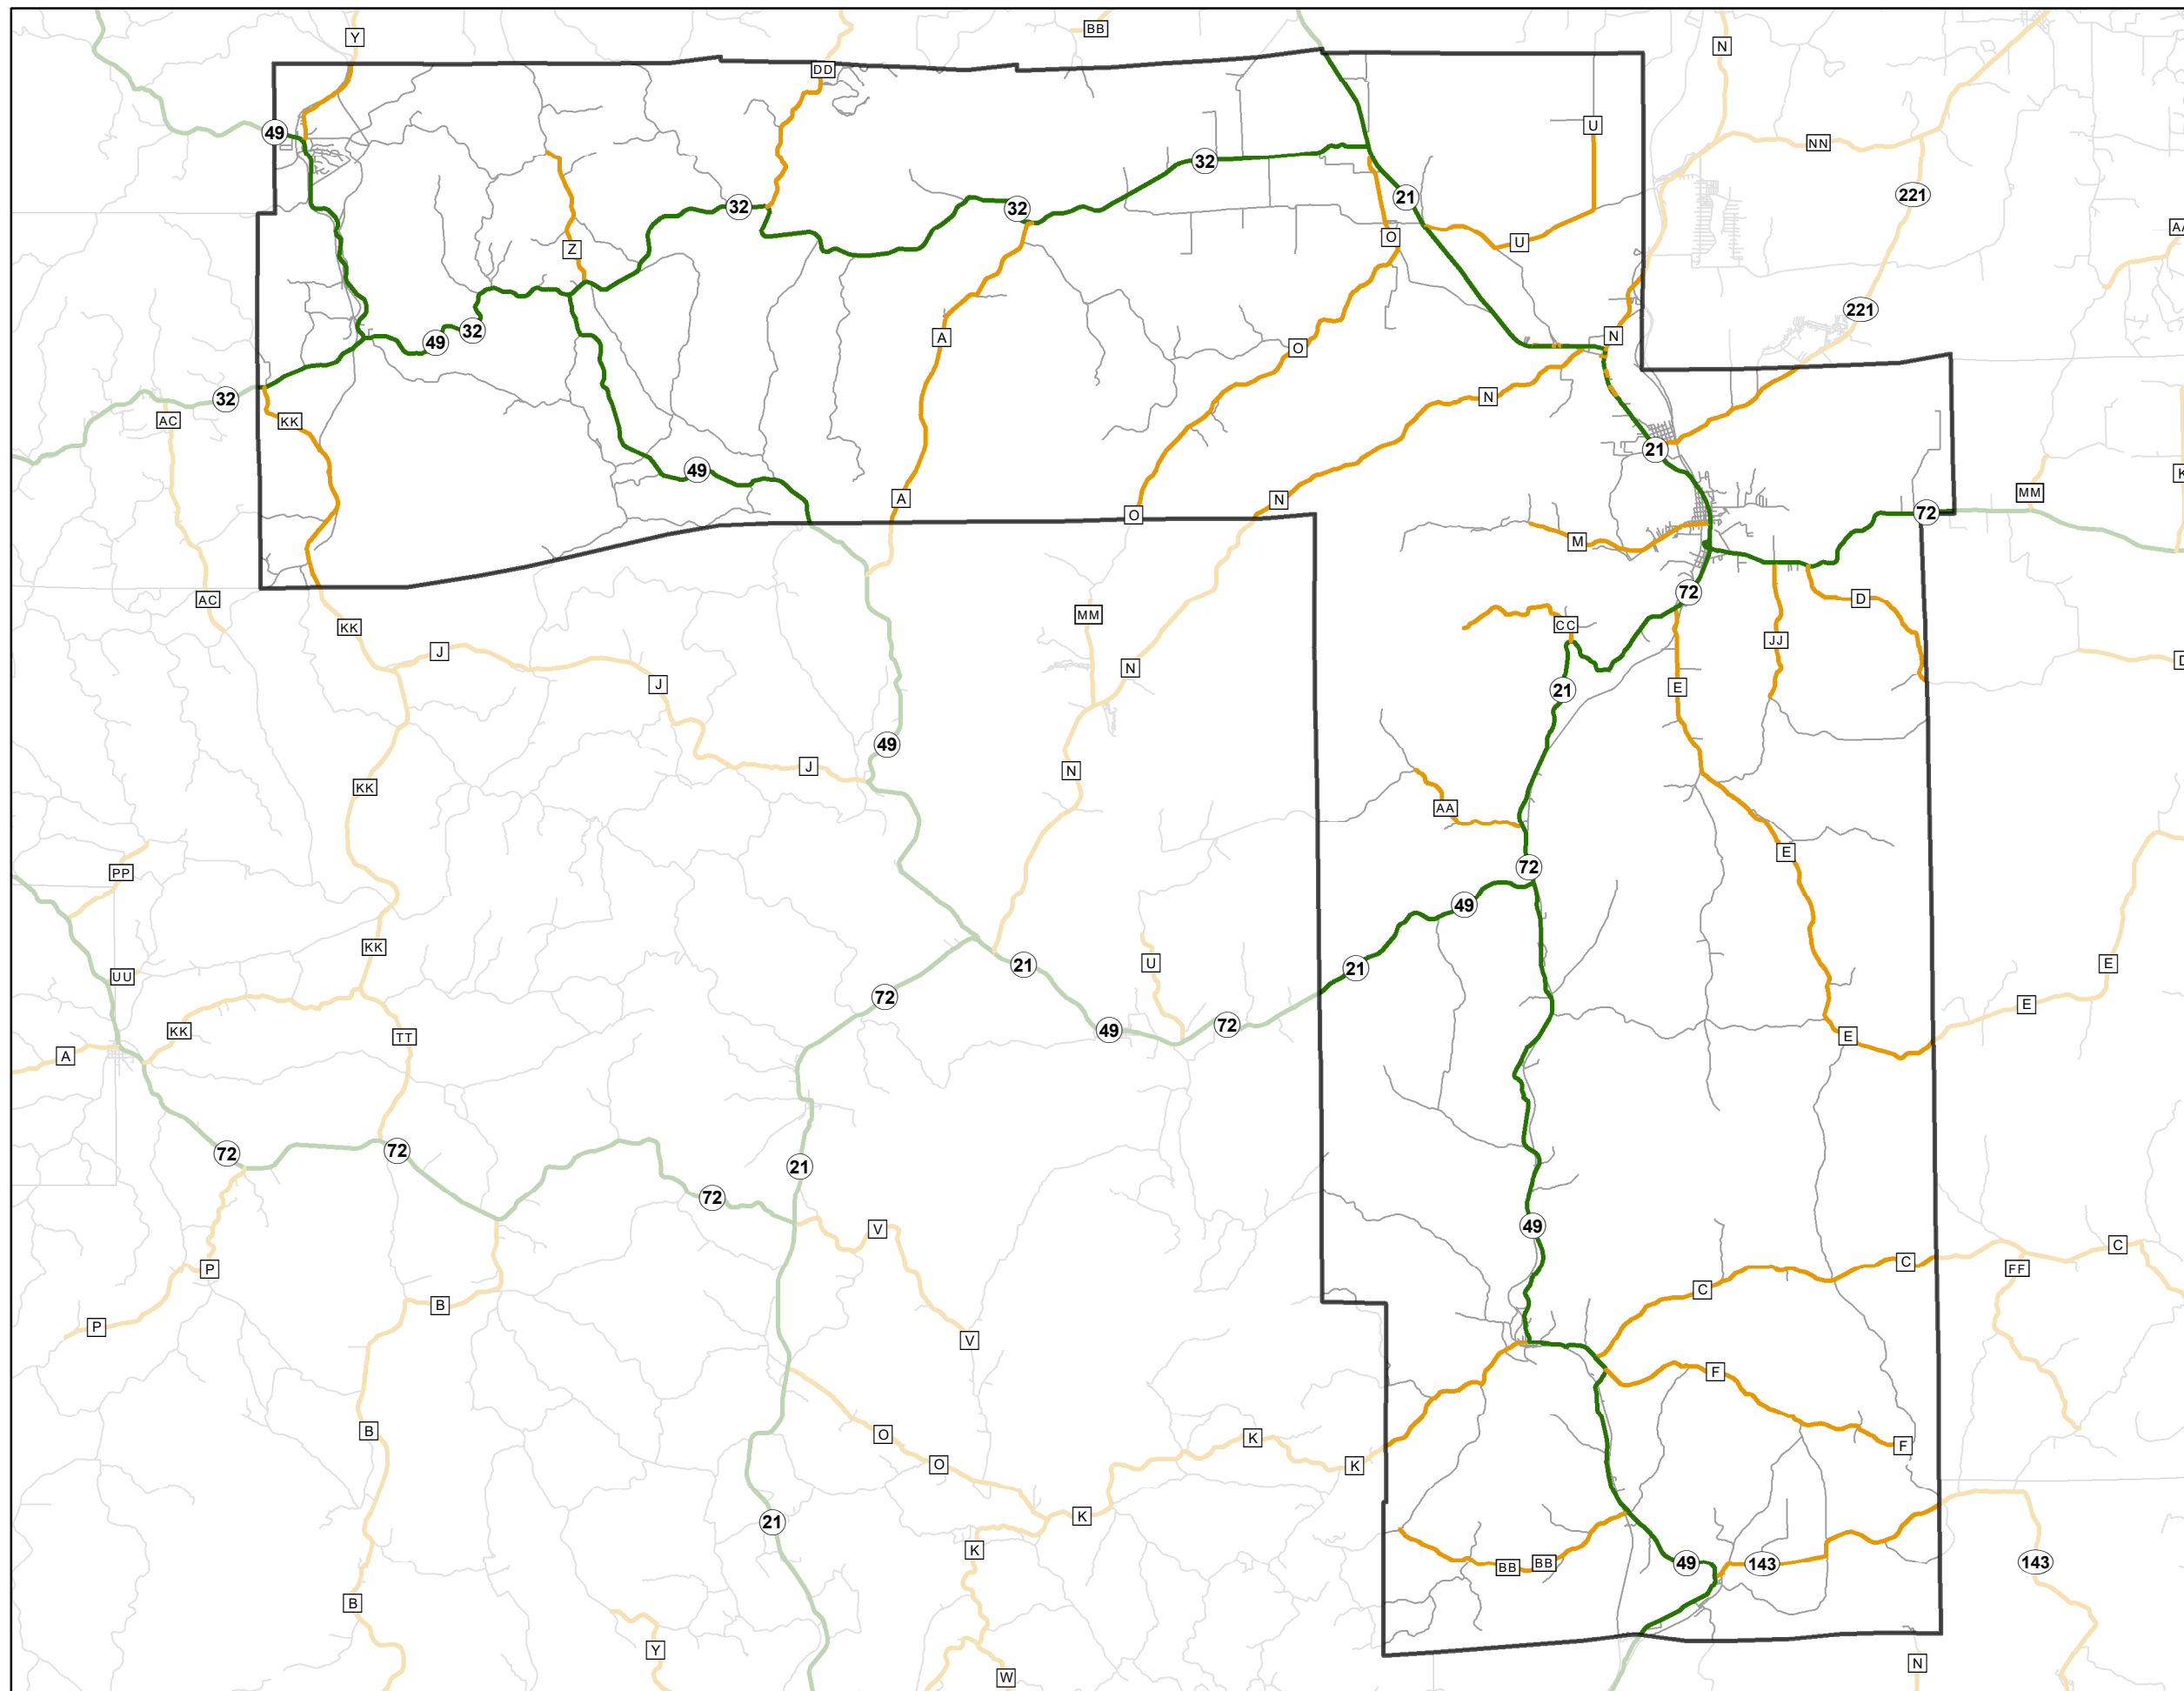 Y
BB
N
DD
U
49
NN
32
221
21
32
32
AA
O
U
Z
221
32
N
49
A
O
32
N
AC
KK
21
49
K
MM
A
N
72
O
M
72
AC
D
MM
CC
KK
JJ
J
D
N
J
E
21
49
J
N
KK
AA
E
72
PP
49
KK
U
E
21
21
UU
72
E
72
49
KK
E
TT
A
72
72
21
72
49
V
C
C
FF
P
C
B
P
V
F
B
O
K
F
O
K
K
21
K
K
49
143
143
BB
BB
B
Y
N
W